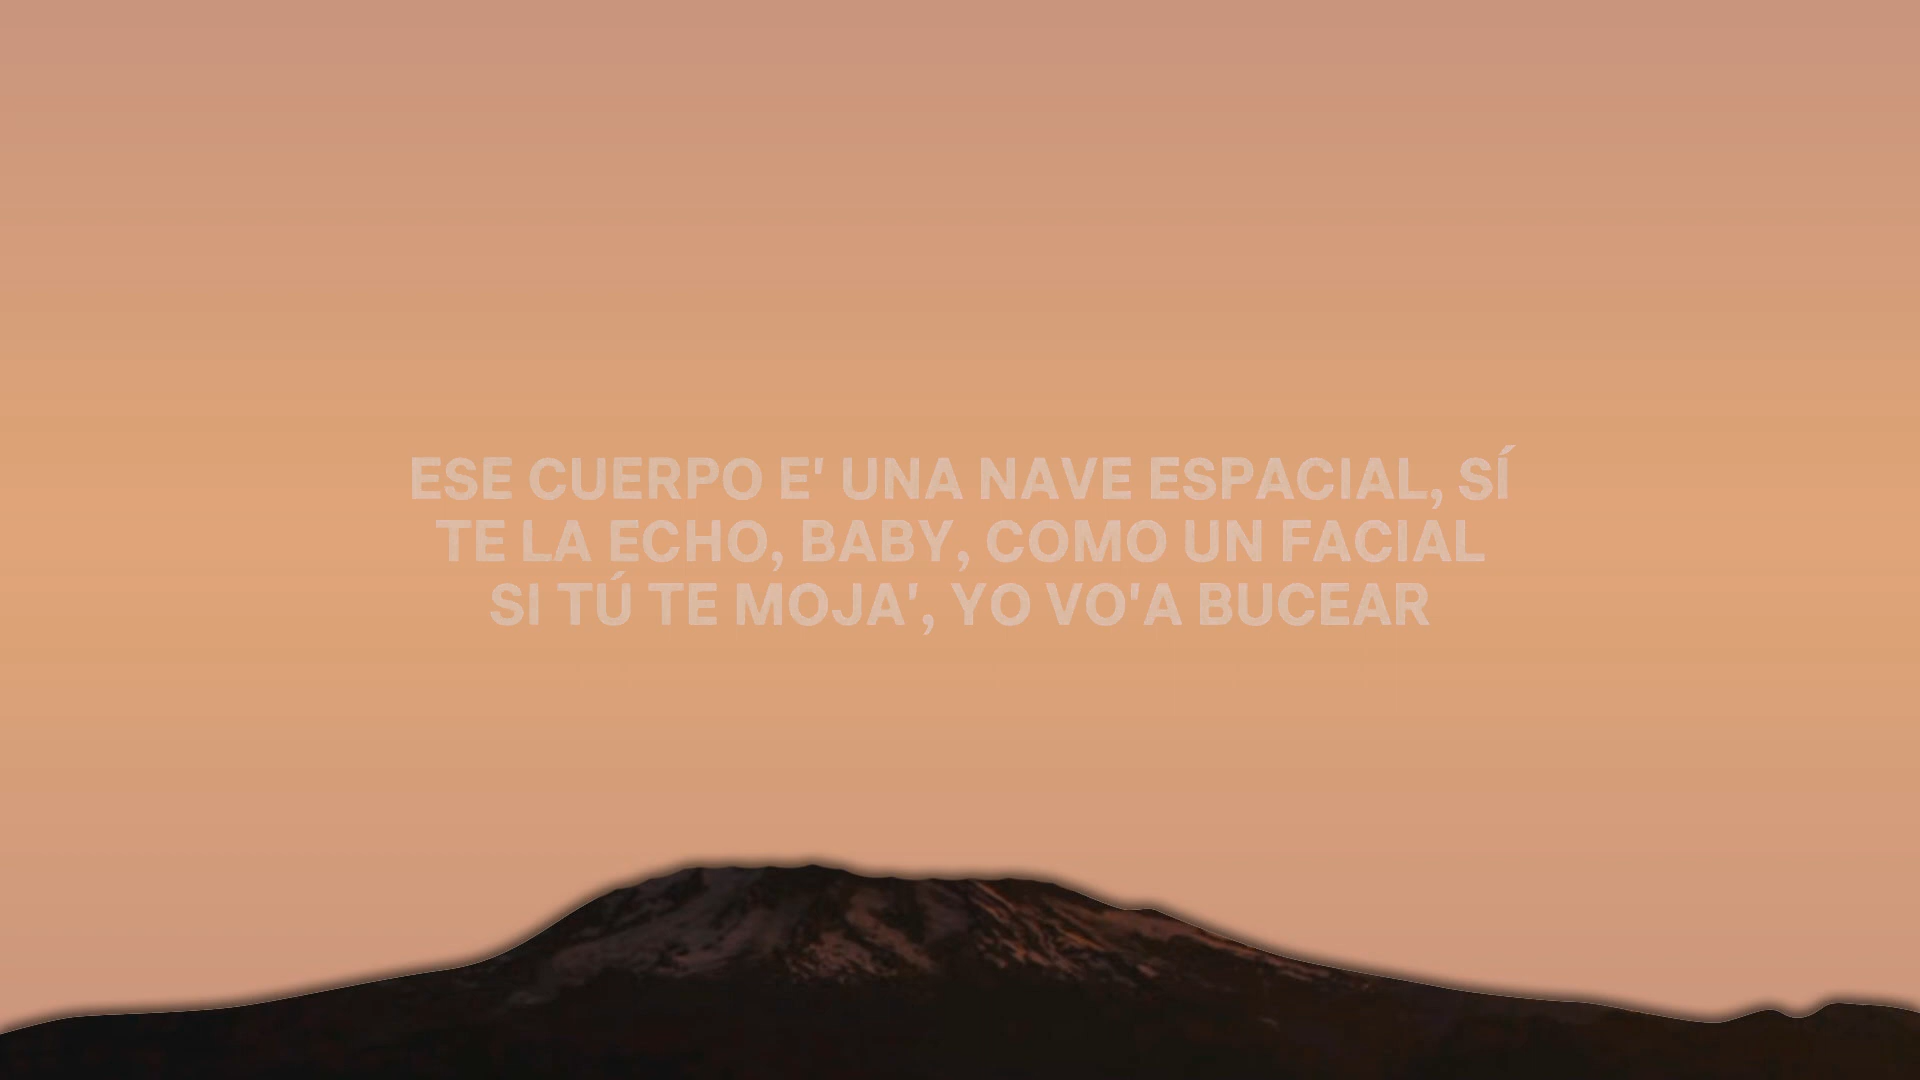 ESE CUERPO E' UNA NAVE ESPACIAL, SÍ
TE LA ECHO, BABY, COMO UN FACIAL
SI TÚ TE MOJA', YO VO'A BUCEAR